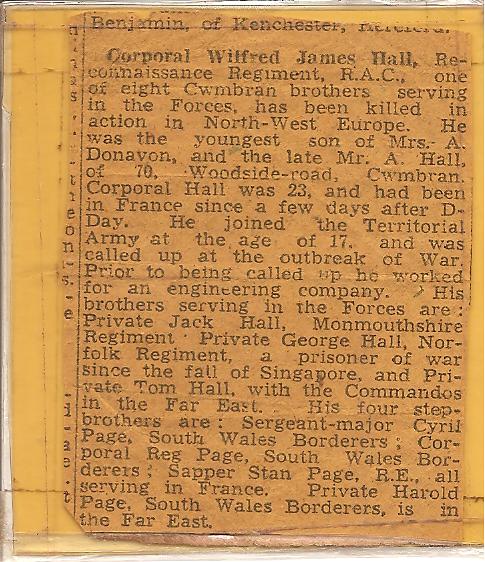 Benjamin, of Kenchester, Hereford.
Corporal Wilfred James Hall, Re-
connaissance Regiment, R.A.C., one
of eight Cwmbran brothers serving
in the Forces, has been killed in
action in North-West Europe. He
was the youngest son of Mrs. A.
Donavon, and the late Mr. A. Hall,
of 70, Woodside-road, Cwmbran.
Corporal Hall was 23, and had been
in France since a few days after D-
Day. He joined the Territorial
Army at the age of 17, and was
called up at the outbreak of War.
Prior to being called up he worked
for an engineering company. His
brothers serving in the Forces are :
Private Jack Hall, Monmouthshire
Regiment ; Private George Hall, Nor-
folk Regiment, a prisoner of war
since the fall of Singapore, and Pri-
vate Tom Hall, with the Commandos
in the Far East. His four step-
brothers are : Sergeant-major Cyril
Page, South Wales Borderers ; Cor-
poral Reg Page, South Wales Bor-
derers ; Sapper Stan Page, R.E., all
serving in France. Private Harold
Page, South Wales Borderers, is in
the Far East.